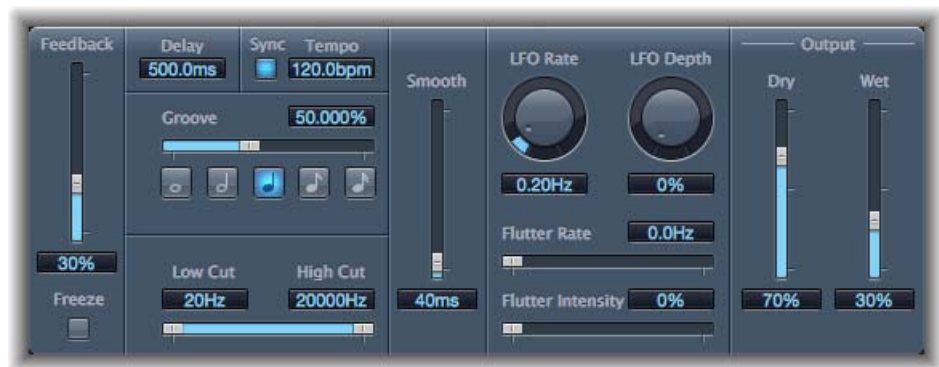 Feedback
30%
Freeze
Delay
500.0ms
Sync Tempo
120.0bpm
Groove 50.000%
Low Cut High Cut
20Hz 20000Hz
Smooth
40ms
LFO Rate LFO Depth
0.20Hz 0%
Flutter Rate 0.0Hz
Flutter Intensity 0%
Output
Dry Wet
70% 30%